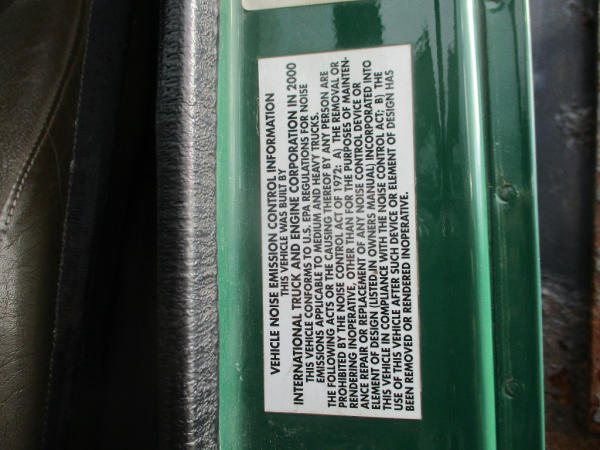 VEHICLE NOISE EMISSION CONTROL INFORMATION
THIS VEHICLE WAS BUILT BY
INTERNATIONAL TRUCK AND ENGINE CORPORATION IN 2000
THIS VEHICLE CONFORMS TO U.S. EPA REGULATIONS FOR NOISE
EMISSIONS APPLICABLE TO MEDIUM AND HEAVY TRUCKS.
THE FOLLOWING ACTS OR THE CAUSING THEREOF BY ANY PERSON ARE
PROHIBITED BY THE NOISE CONTROL ACT OF 1972: A) THE REMOVAL OR
RENDERING INOPERATIVE, OTHER THAN FOR THE PURPOSES OF MAINTEN-
ANCE REPAIR OR REPLACEMENT OF ANY NOISE CONTROL DEVICE OR
ELEMENT OF DESIGN (LISTED IN OWNERS MANUAL) INCORPORATED INTO
THIS VEHICLE IN COMPLIANCE WITH THE NOISE CONTROL ACT; B) THE
USE OF THIS VEHICLE AFTER SUCH DEVICE OR ELEMENT OF DESIGN HAS
BEEN REMOVED OR RENDERED INOPERATIVE.